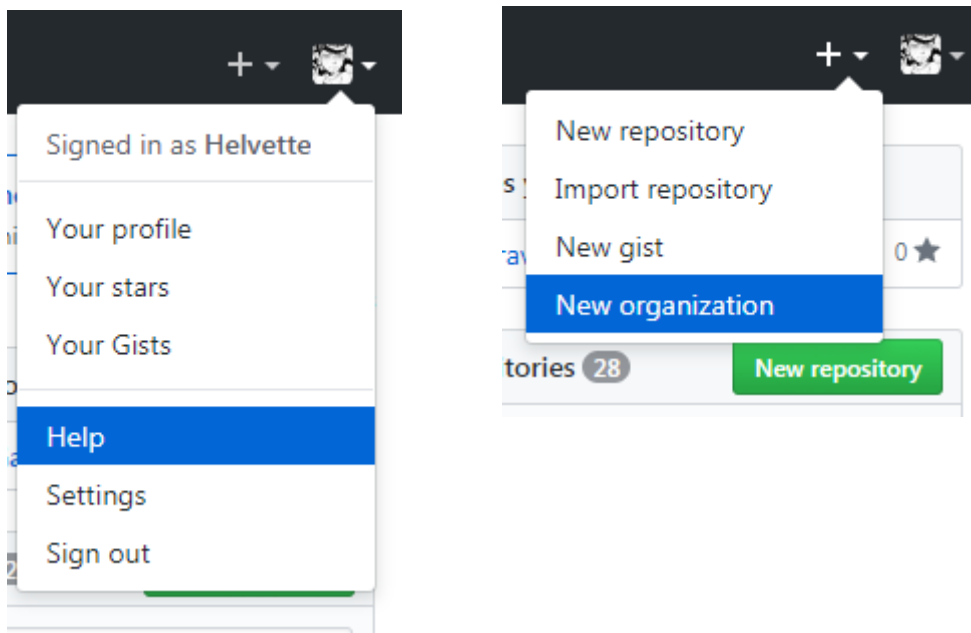 Signed in as Helvette
Your profile
Your stars
Your Gists
Help
Settings
Sign out
New repository
Import repository
New gist
New organization
0
tories 28
New repository